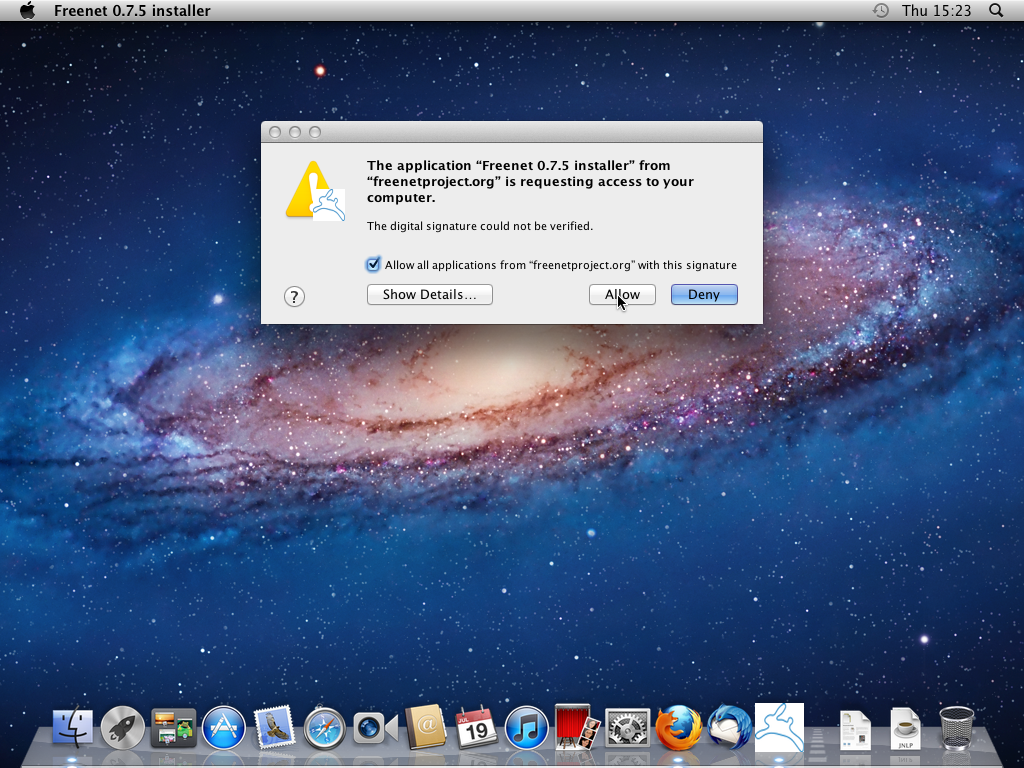 Freenet 0.7.5 installer
Thu 15:23
The application “Freenet 0.7.5 installer” from
“freenetproject.org” is requesting access to your
computer.
The digital signature could not be verified.
Allow all applications from “freenetproject.org” with this signature
?
Show Details...
Allow
Deny
@
JUL
19
JNLP